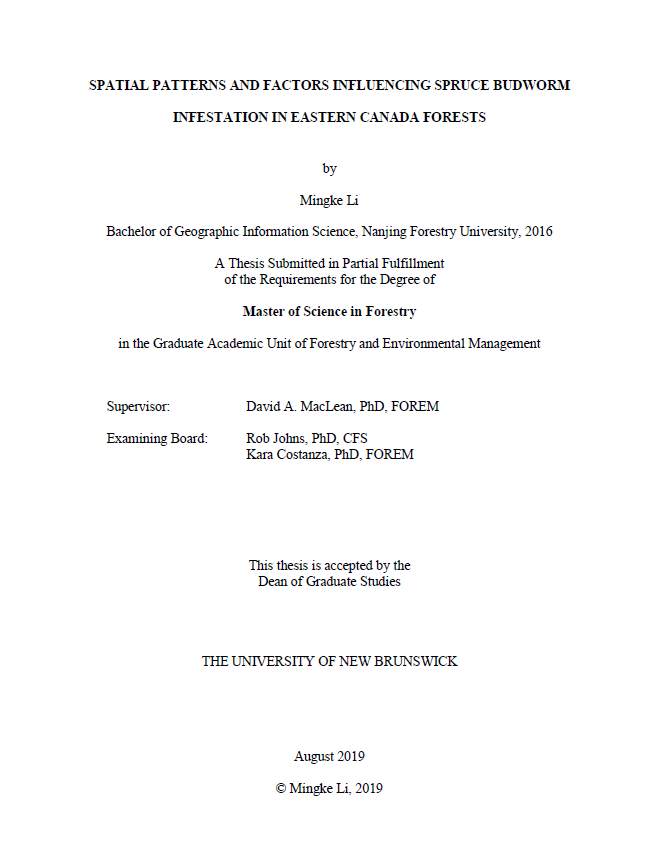 SPATIAL PATTERNS AND FACTORS INFLUENCING SPRUCE BUDWORM
INFESTATION IN EASTERN CANADA FORESTS
by
Mingke Li
Bachelor of Geographic Information Science, Nanjing Forestry University, 2016
A Thesis Submitted in Partial Fulfillment
of the Requirements for the Degree of
Master of Science in Forestry
in the Graduate Academic Unit of Forestry and Environmental Management
Supervisor: David A. MacLean, PhD, FOREM
Examining Board: Rob Johns, PhD, CFS
Kara Costanza, PhD, FOREM
This thesis is accepted by the
Dean of Graduate Studies
THE UNIVERSITY OF NEW BRUNSWICK
August 2019
© Mingke Li, 2019